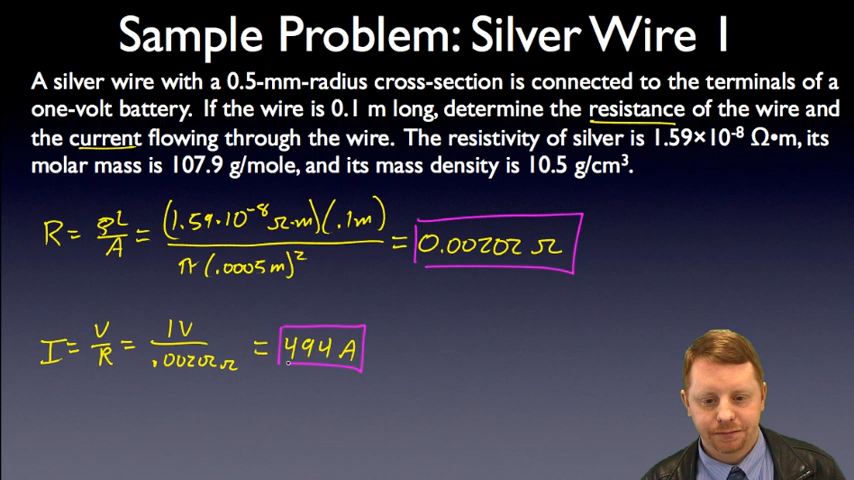 Sample Problem: Silver Wire 1
A silver wire with a 0.5-mm-radius cross-section is connected to the terminals of a
one-volt battery. If the wire is 0.1 m long, determine the resistance of the wire and
the current flowing through the wire. The resistivity of silver is 1.59×10⁻⁸ Ω•m, its
molar mass is 107.9 g/mole, and its mass density is 10.5 g/cm³.
R = ρl/A = (1.59·10⁻⁸ Ω·m)(.1m) / π(.0005m)² = 0.00202 Ω
I = V/R = 1V / .00202Ω = 494 A